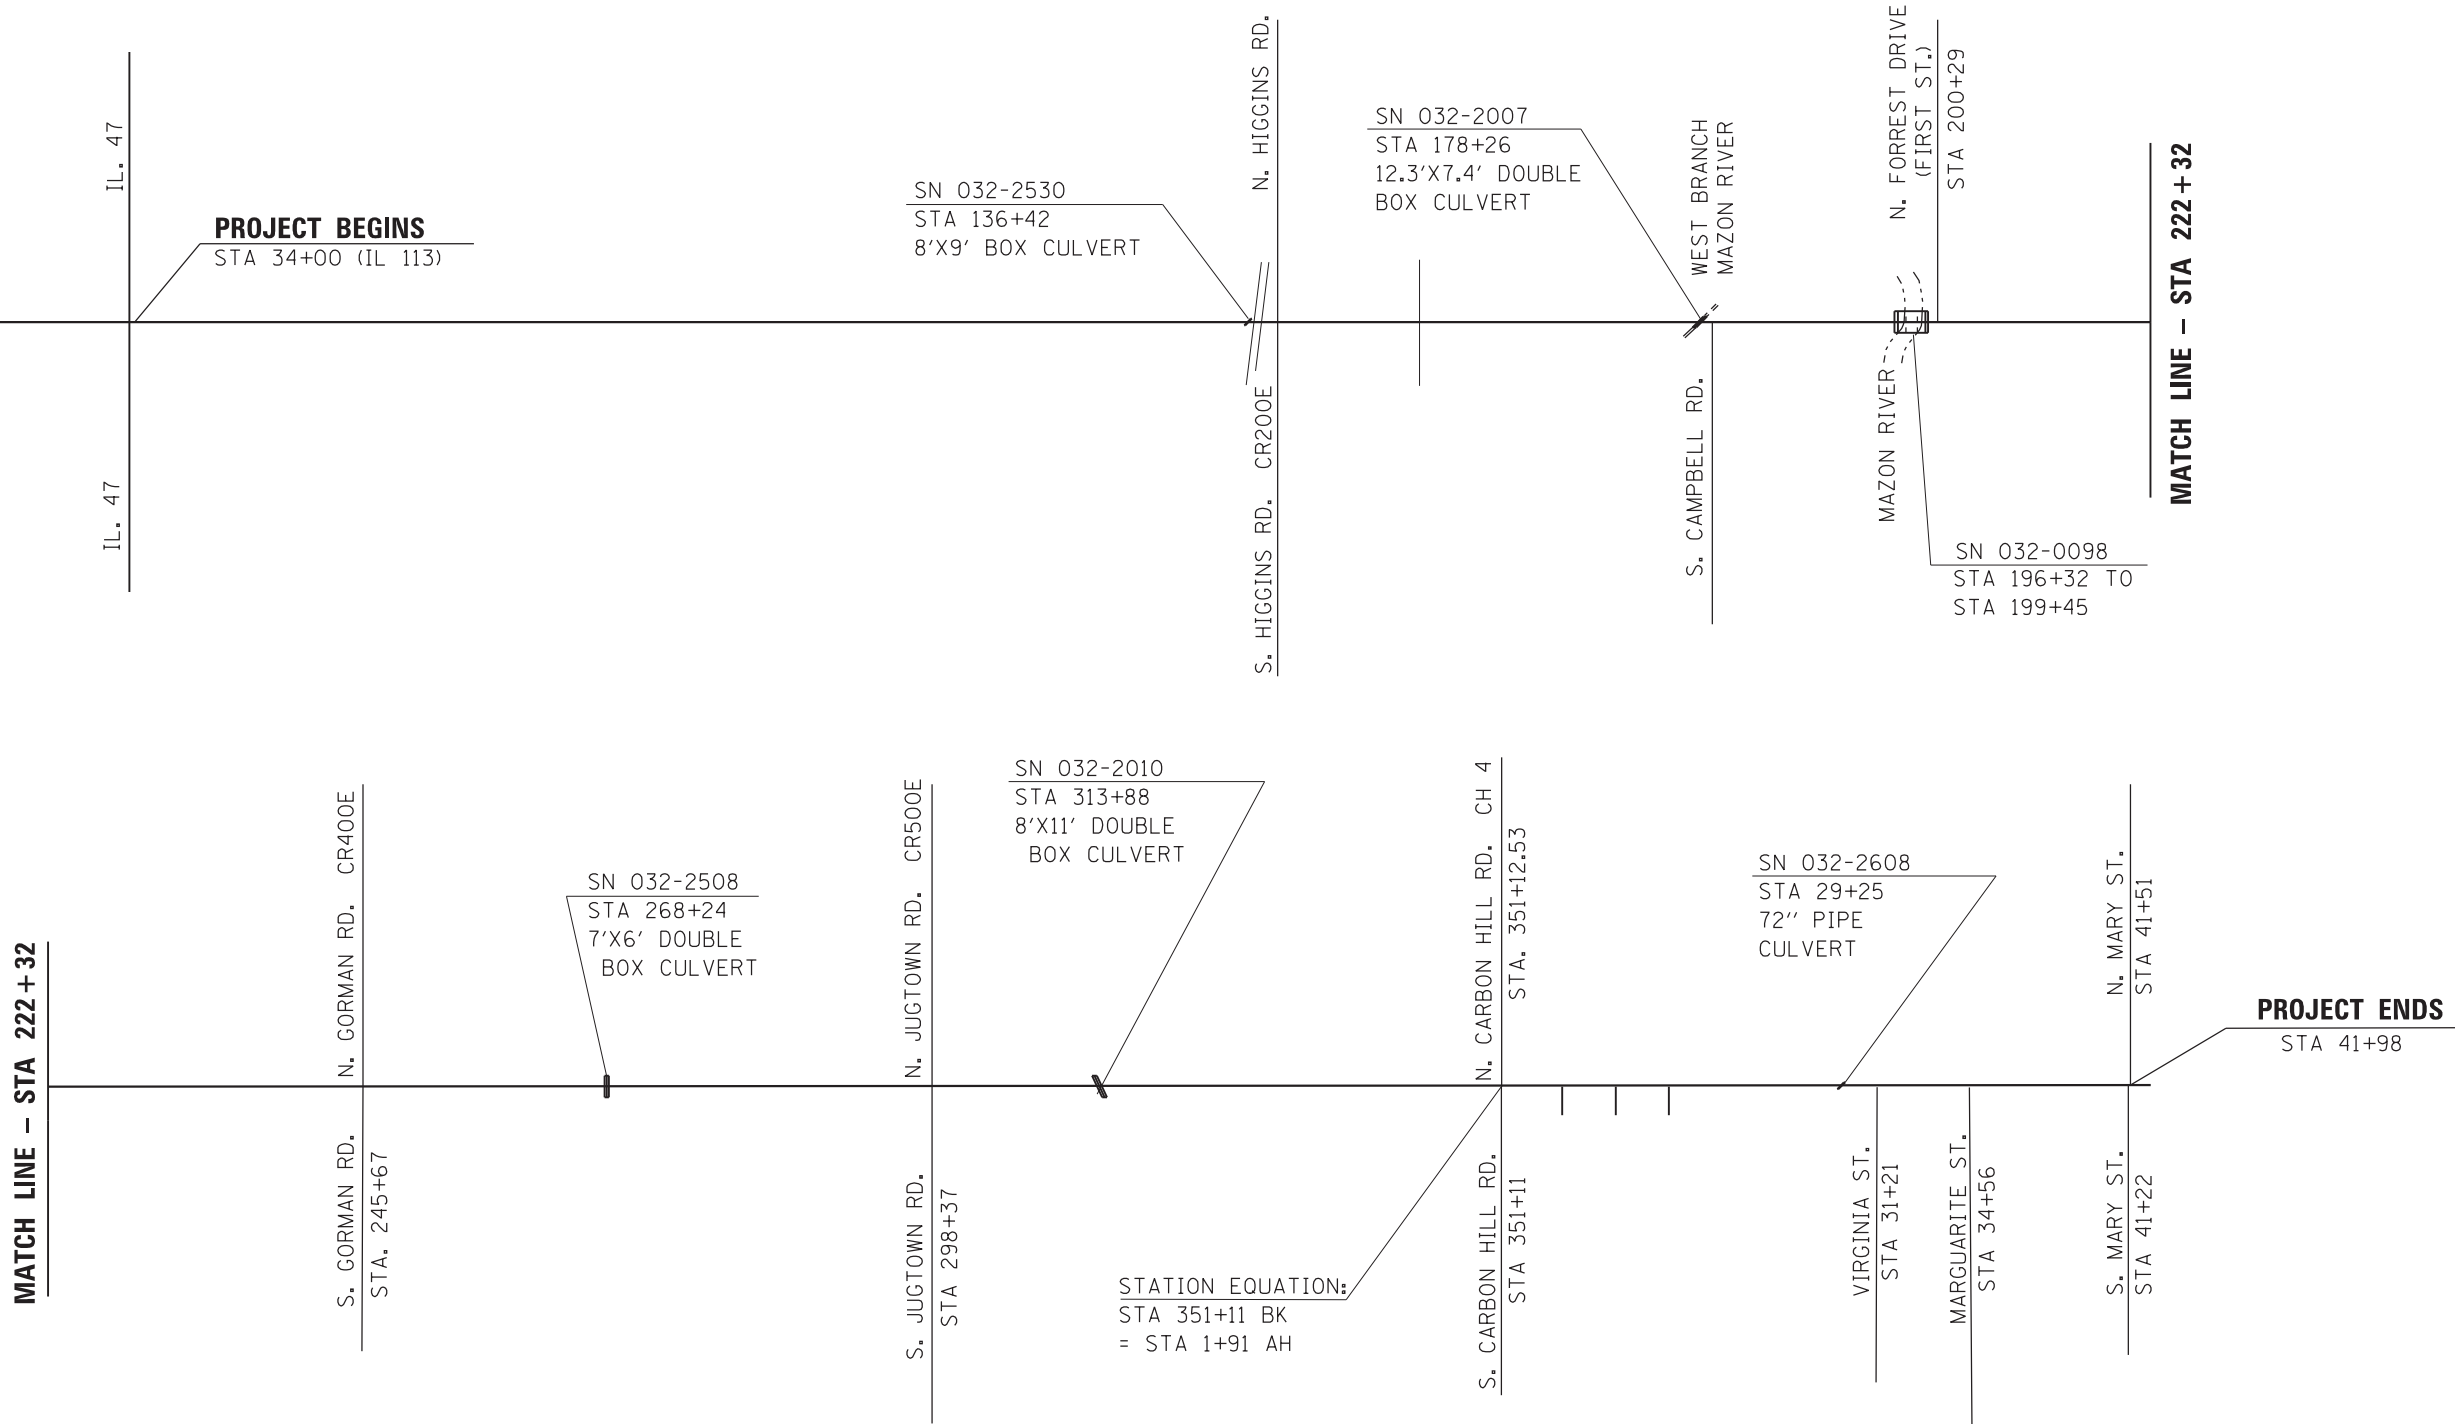 IL. 47
PROJECT BEGINS
STA 34+00 (IL 113)
IL. 47
SN 032-2530
STA 136+42
8'X9' BOX CULVERT
N. HIGGINS RD.
S. HIGGINS RD. CR200E
SN 032-2007
STA 178+26
12.3'X7.4' DOUBLE
BOX CULVERT
WEST BRANCH
MAZON RIVER
S. CAMPBELL RD.
N. FORREST DRIVE
(FIRST ST.)
STA 200+29
MAZON RIVER
SN 032-0098
STA 196+32 TO
STA 199+45
MATCH LINE - STA 222+32
MATCH LINE - STA 222+32
N. GORMAN RD. CR400E
S. GORMAN RD.
STA. 245+67
SN 032-2508
STA 268+24
7'X6' DOUBLE
BOX CULVERT
N. JUGTOWN RD. CR500E
S. JUGTOWN RD.
STA 298+37
SN 032-2010
STA 313+88
8'X11' DOUBLE
BOX CULVERT
STATION EQUATION:
STA 351+11 BK
= STA 1+91 AH
N. CARBON HILL RD. CH 4
STA. 351+12.53
S. CARBON HILL RD.
STA 351+11
SN 032-2608
STA 29+25
72'' PIPE
CULVERT
VIRGINIA ST.
STA 31+21
MARGUARITE ST.
STA 34+56
N. MARY ST.
STA 41+51
S. MARY ST.
STA 41+22
PROJECT ENDS
STA 41+98